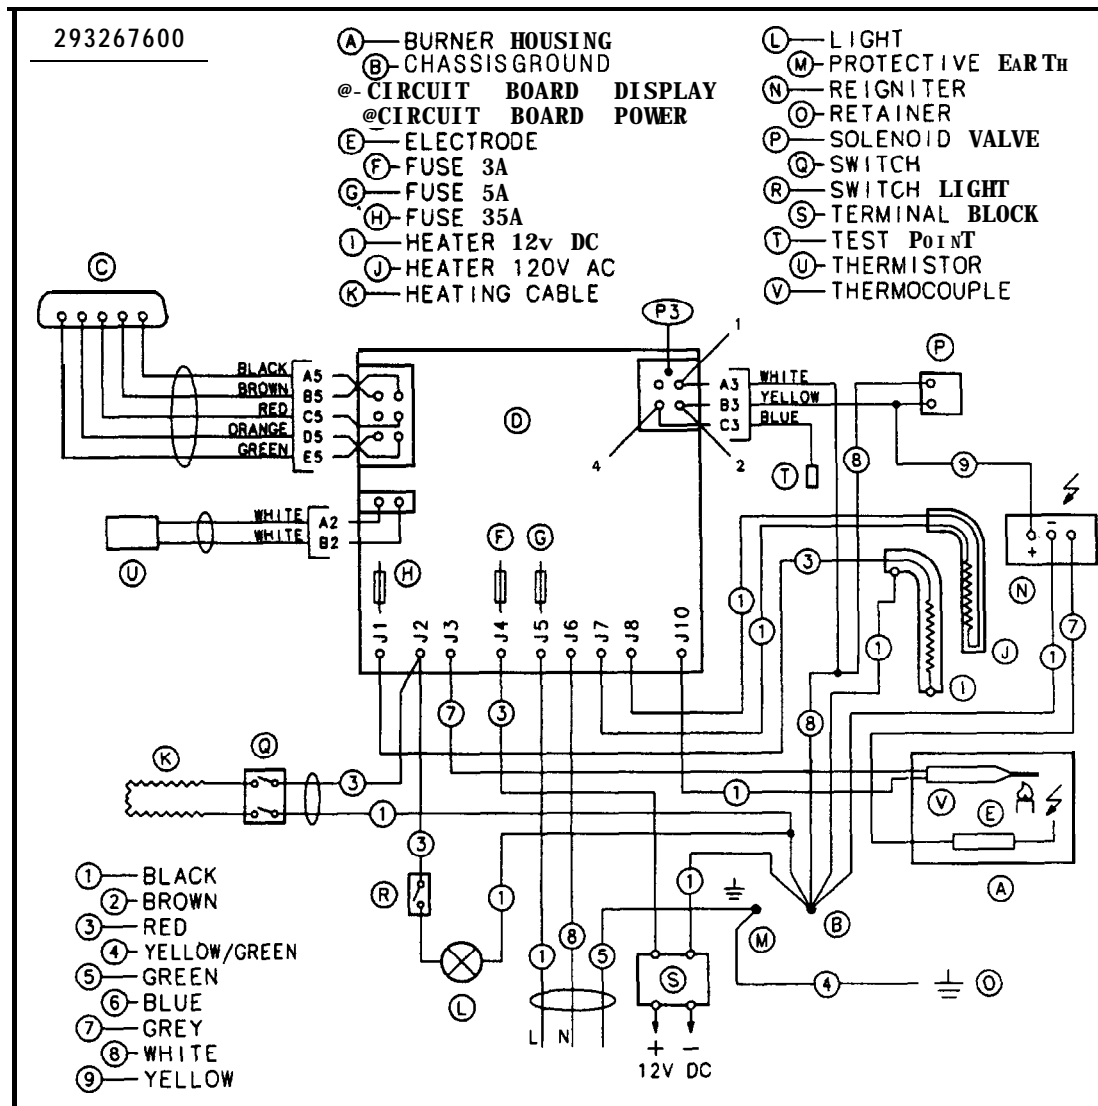 293267600
Ⓐ BURNER HOUSING
Ⓑ CHASSIS GROUND
@- CIRCUIT BOARD DISPLAY
@CIRCUIT BOARD POWER
Ⓔ ELECTRODE
Ⓕ FUSE 3A
Ⓖ FUSE 5A
Ⓗ FUSE 35A
Ⓘ HEATER 12v DC
Ⓙ HEATER 120V AC
Ⓚ HEATING CABLE
Ⓛ LIGHT
Ⓜ PROTECTIVE EARTH
Ⓝ REIGNITER
Ⓞ RETAINER
Ⓟ SOLENOID VALVE
Ⓠ SWITCH
Ⓡ SWITCH LIGHT
Ⓢ TERMINAL BLOCK
Ⓣ TEST POINT
Ⓤ THERMISTOR
Ⓥ THERMOCOUPLE
Ⓒ
BLACK A5
BROWN B5
RED C5
ORANGE D5
GREEN E5
WHITE A2
WHITE B2
Ⓤ
Ⓓ
P3
1
A3 WHITE
B3 YELLOW
C3 BLUE
4
2
Ⓣ
Ⓟ
⑧
⑨
Ⓗ
Ⓕ
Ⓖ
J1 J2 J3 J4 J5 J6 J7 J8 J10
③
①
①
①
- +
Ⓝ
Ⓙ
Ⓘ
①
⑦
⑦
③
⑧
Ⓚ
Ⓠ
③
①
①
Ⓥ
Ⓔ
Ⓐ
③
Ⓡ
①
①
Ⓛ
①
⑧
⑤
L N
Ⓢ
+ -
12V DC
Ⓜ
Ⓑ
④
Ⓞ
① BLACK
② BROWN
③ RED
④ YELLOW/GREEN
⑤ GREEN
⑥ BLUE
⑦ GREY
⑧ WHITE
⑨ YELLOW